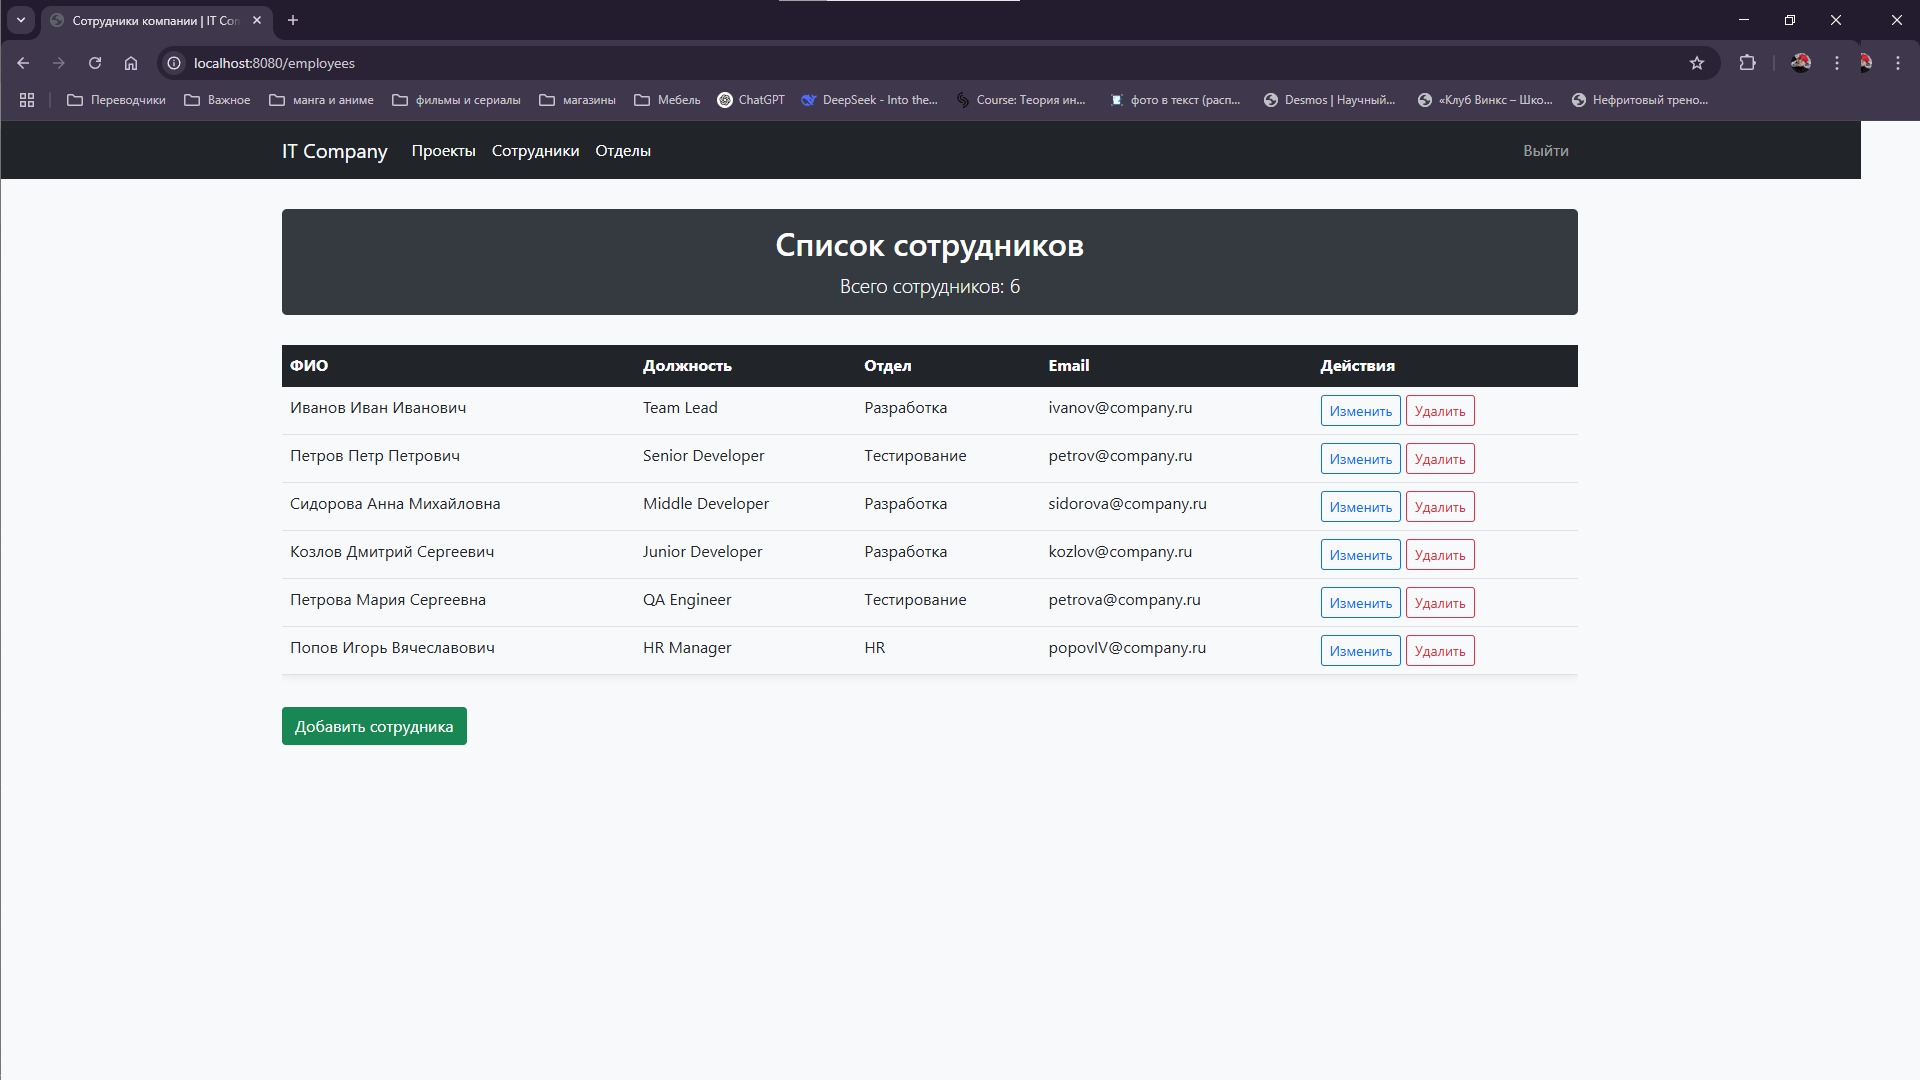 Сотрудники компании | IT Con
localhost:8080/employees
Переводчики Важное манга и аниме фильмы и сериалы магазины Мебель ChatGPT DeepSeek - Into the... Course: Теория ин... фото в текст (расп... Desmos | Научный... «Клуб Винкс – Шко... Нефритовый трено...
IT Company Проекты Сотрудники Отделы Выйти
Список сотрудников
Всего сотрудников: 6
ФИО Должность Отдел Email Действия
Иванов Иван Иванович Team Lead Разработка ivanov@company.ru Изменить Удалить
Петров Петр Петрович Senior Developer Тестирование petrov@company.ru Изменить Удалить
Сидорова Анна Михайловна Middle Developer Разработка sidorova@company.ru Изменить Удалить
Козлов Дмитрий Сергеевич Junior Developer Разработка kozlov@company.ru Изменить Удалить
Петрова Мария Сергеевна QA Engineer Тестирование petrova@company.ru Изменить Удалить
Попов Игорь Вячеславович HR Manager HR popovIV@company.ru Изменить Удалить
Добавить сотрудника